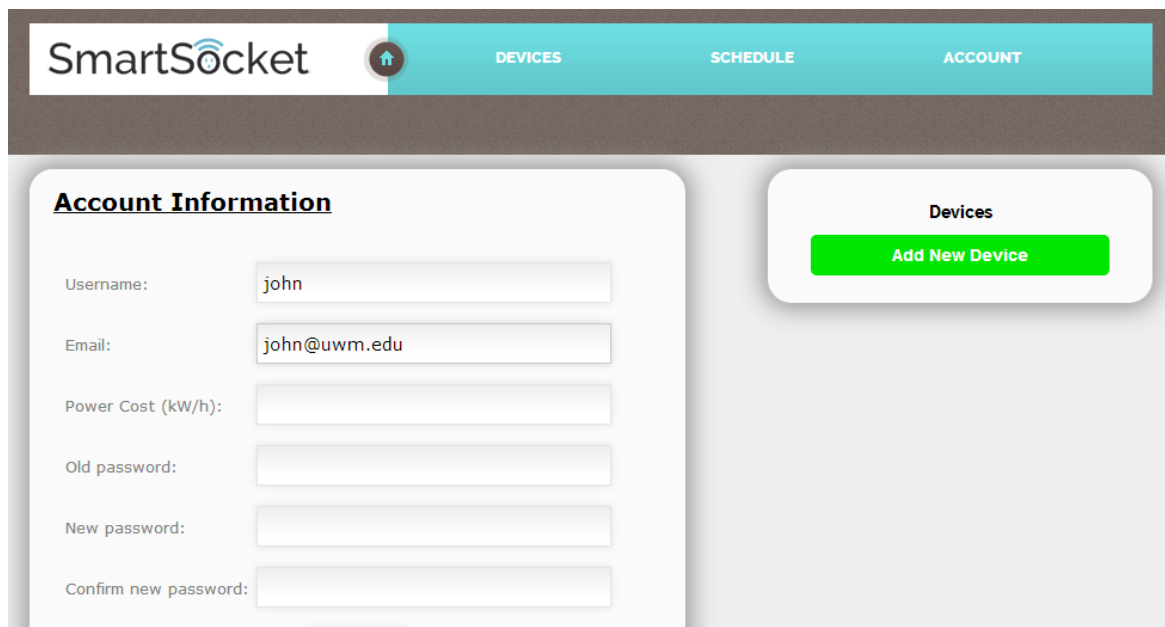 SmartSocket
DEVICES SCHEDULE ACCOUNT
Account Information
Username: john
Email: john@uwm.edu
Power Cost (kW/h):
Old password:
New password:
Confirm new password:
Devices
Add New Device